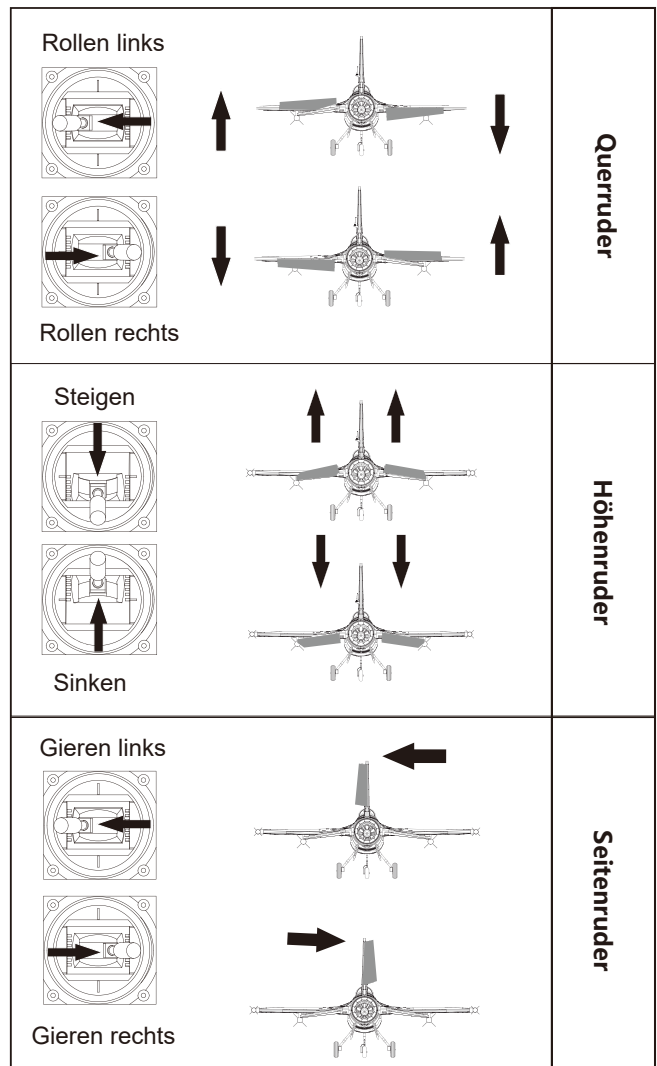 Rollen links
Rollen rechts
Querruder
Steigen
Sinken
Höhenruder
Gieren links
Gieren rechts
Seitenruder